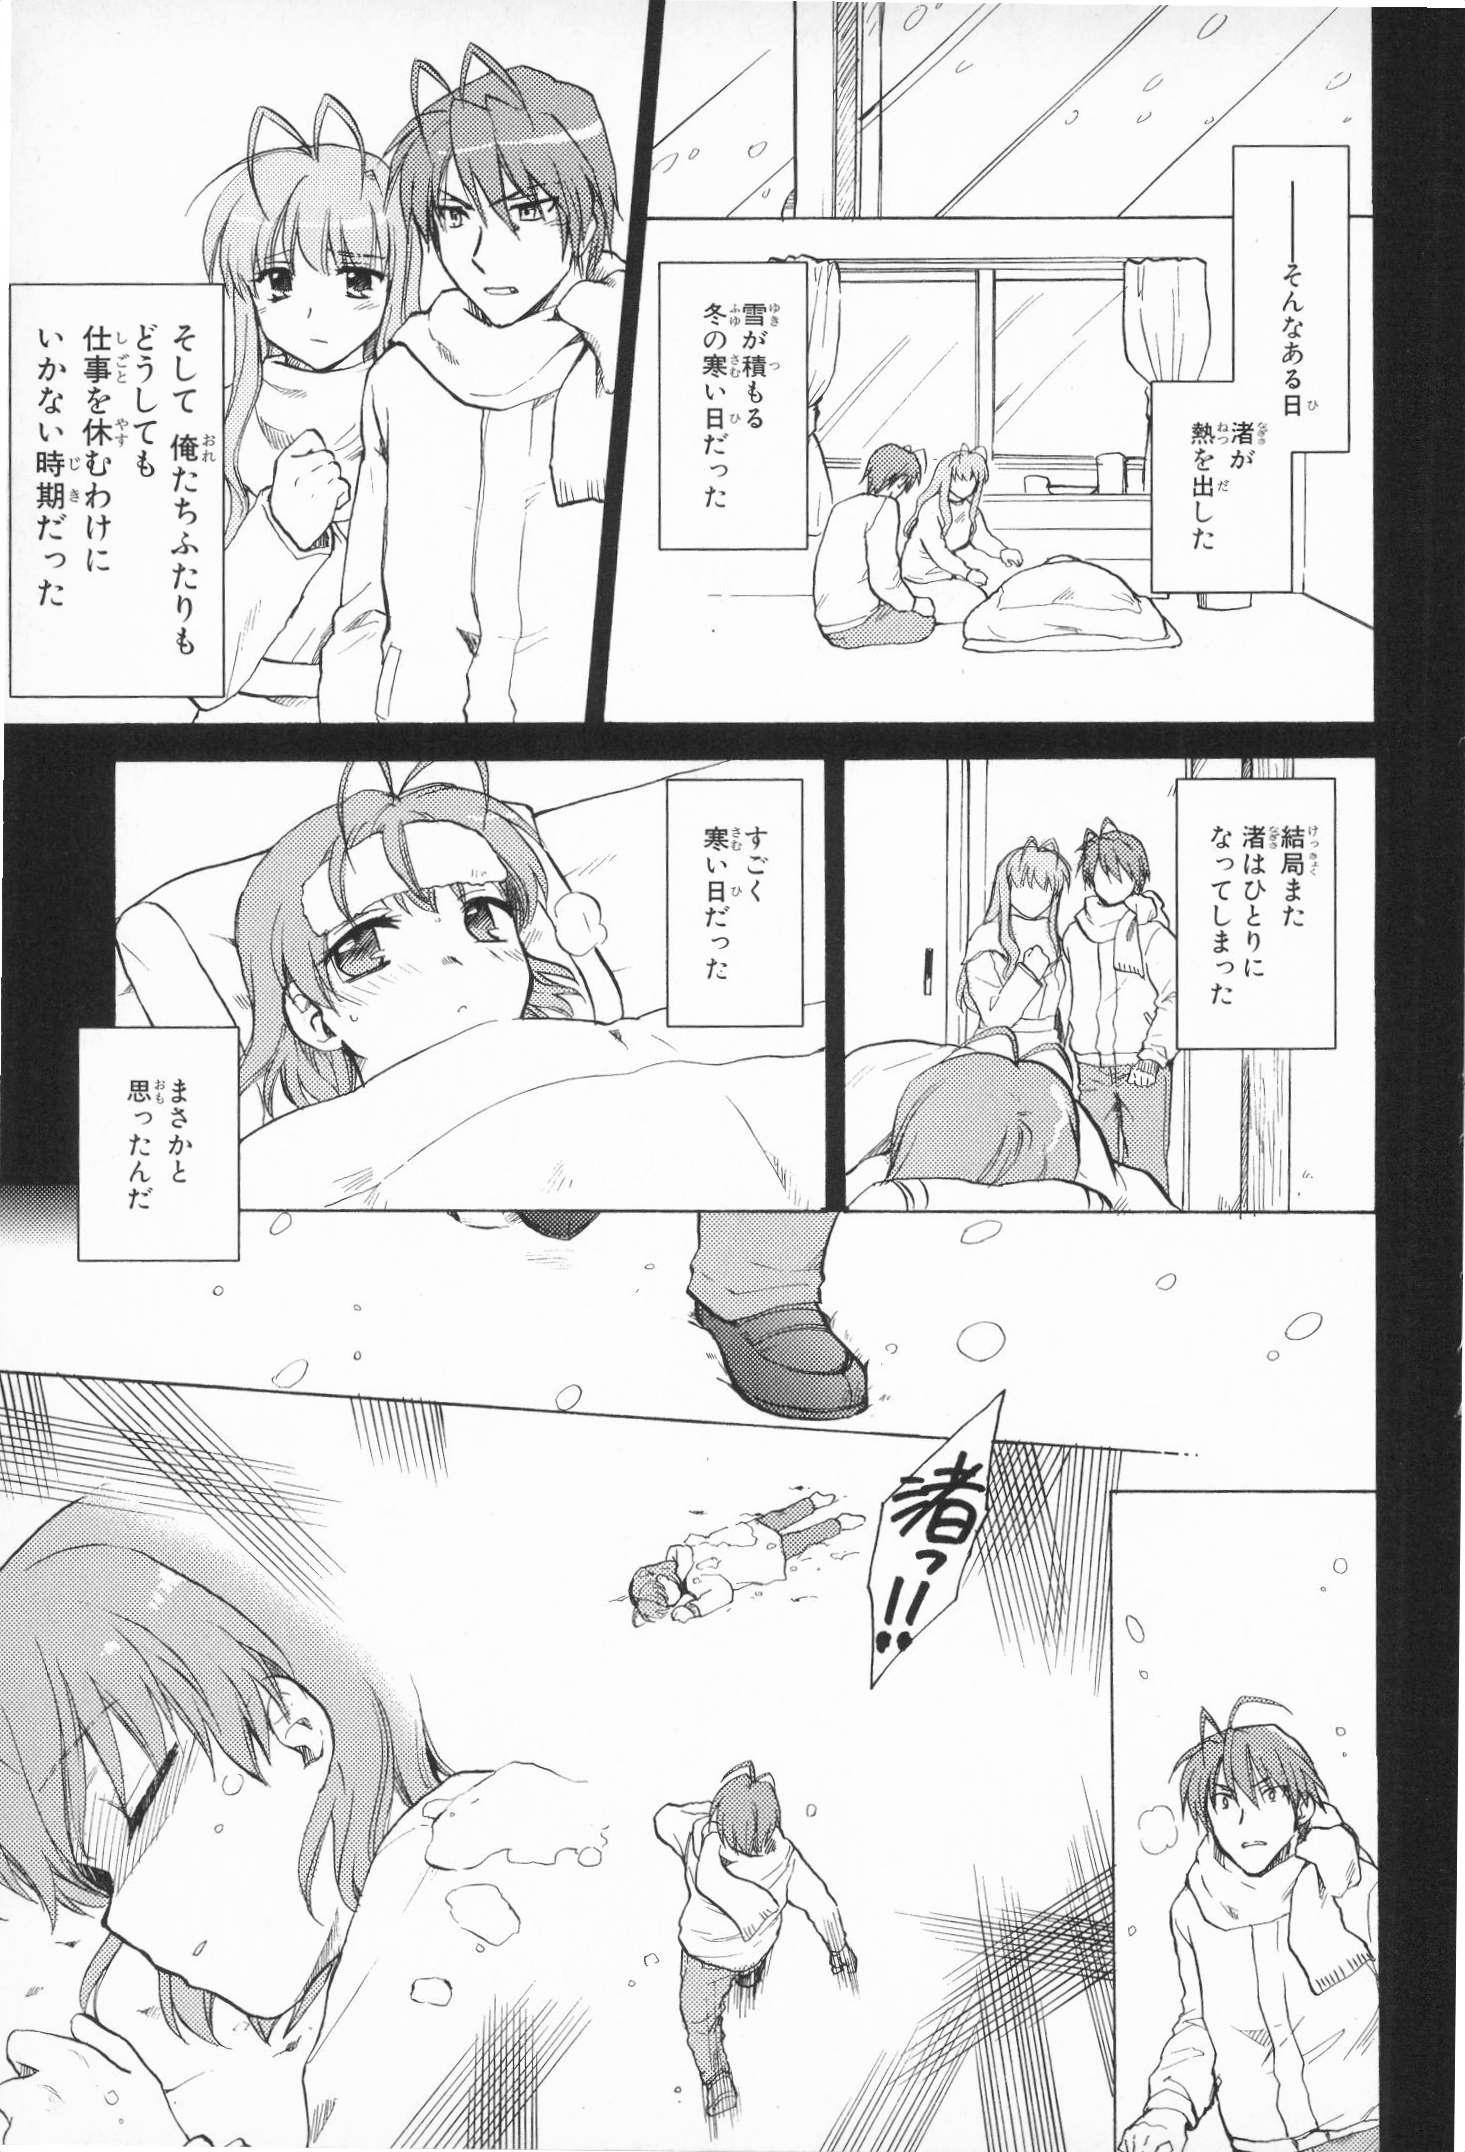 ――そんなある日
渚が
熱を出した
雪が積もる
冬の寒い日だった
そして 俺たちふたりも
どうしても
仕事を休むわけに
いかない時期だった
結局また
渚はひとりに
なってしまった
すごく
寒い日だった
まさかと
思ったんだ
渚っ!!